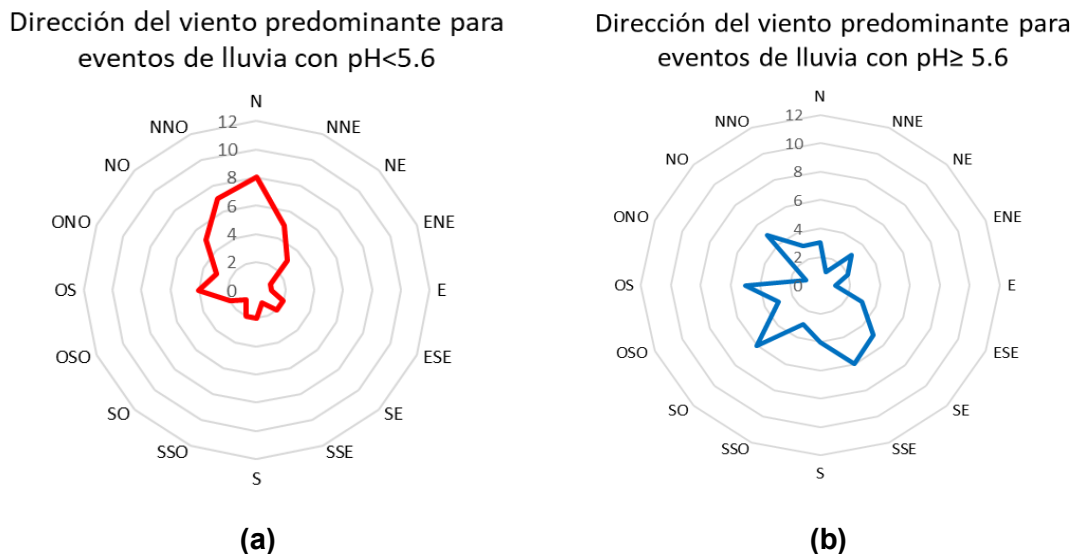 Dirección del viento predominante para
eventos de lluvia con pH<5.6
N
NNE
NE
ENE
E
ESE
SE
SSE
S
SSO
SO
OSO
OS
ONO
NO
NNO
12
10
8
6
4
2
0
(a)
Dirección del viento predominante para
eventos de lluvia con pH≥ 5.6
N
NNE
NE
ENE
E
ESE
SE
SSE
S
SSO
SO
OSO
OS
ONO
NO
NNO
12
10
8
6
4
2
0
(b)